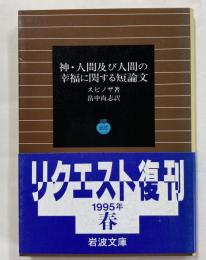 神・人間及び人間の
幸福に関する短論文
スピノザ著
畠中尚志訳
リクエスト復刊
1995年
春
岩波文庫